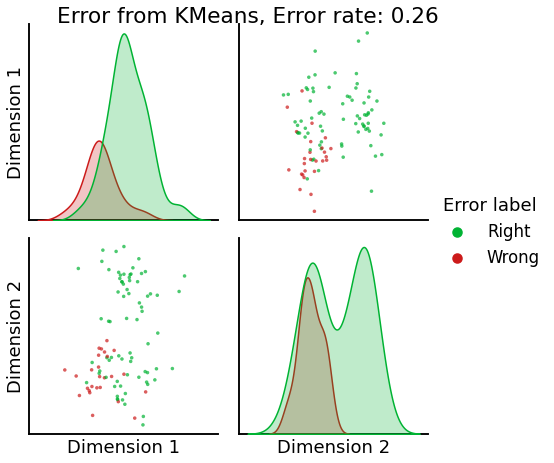 Error from KMeans, Error rate: 0.26
Dimension 1
Error label
Right
Wrong
Dimension 2
Dimension 1
Dimension 2